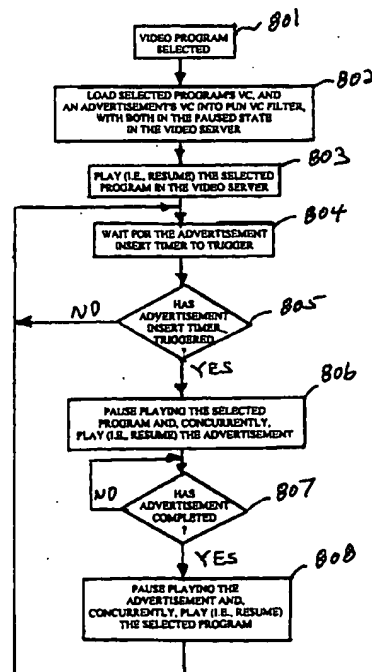 801
VIDEO PROGRAM
SELECTED
802
LOAD SELECTED PROGRAM'S VC, AND
AN ADVERTISEMENT'S VC INTO PUN VC FILTER,
WITH BOTH IN THE PAUSED STATE
IN THE VIDEO SERVER
803
PLAY (I.E., RESUME) THE SELECTED
PROGRAM IN THE VIDEO SERVER
804
WAIT FOR THE ADVERTISEMENT
INSERT TIMER TO TRIGGER
805
HAS
ADVERTISEMENT
INSERT TIMER
TRIGGERED
?
NO
YES
806
PAUSE PLAYING THE SELECTED
PROGRAM AND, CONCURRENTLY,
PLAY (I.E., RESUME) THE ADVERTISEMENT
807
HAS
ADVERTISEMENT
COMPLETED
?
NO
YES
808
PAUSE PLAYING THE
ADVERTISEMENT AND,
CONCURRENTLY, PLAY (I.E., RESUME)
THE SELECTED PROGRAM